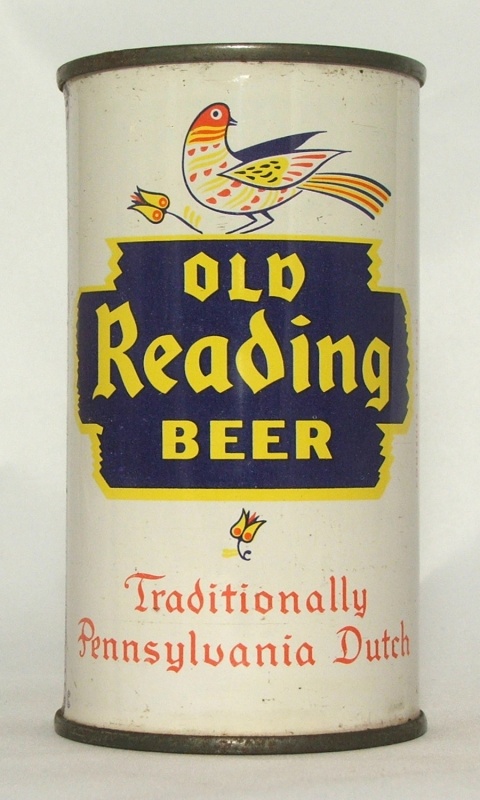 OLD
Reading
BEER
Traditionally
Pennsylvania Dutch